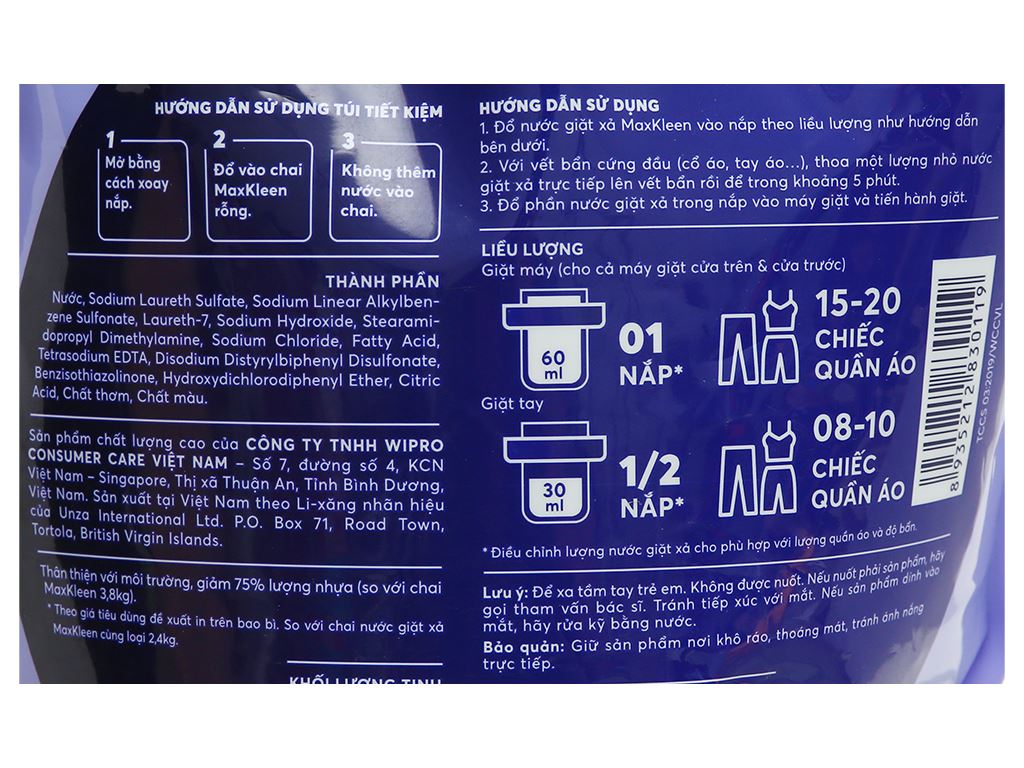 HƯỚNG DẪN SỬ DỤNG TÚI TIẾT KIỆM
1
Mở bằng
cách xoay
nắp.
2
Đổ vào chai
MaxKleen
rỗng.
3
Không thêm
nước vào
chai.
THÀNH PHẦN
Nước, Sodium Laureth Sulfate, Sodium Linear Alkylben-
zene Sulfonate, Laureth-7, Sodium Hydroxide, Stearami-
dopropyl Dimethylamine, Sodium Chloride, Fatty Acid,
Tetrasodium EDTA, Disodium Distyrylbiphenyl Disulfonate,
Benzisothiazolinone, Hydroxydichlorodiphenyl Ether, Citric
Acid, Chất thơm, Chất màu.
Sản phẩm chất lượng cao của CÔNG TY TNHH WIPRO
CONSUMER CARE VIỆT NAM – Số 7, đường số 4, KCN
Việt Nam – Singapore, Thị xã Thuận An, Tỉnh Bình Dương,
Việt Nam. Sản xuất tại Việt Nam theo Li-xăng nhãn hiệu
của Unza International Ltd. P.O. Box 71, Road Town,
Tortola, British Virgin Islands.
Thân thiện với môi trường, giảm 75% lượng nhựa (so với chai
MaxKleen 3,8kg).
* Theo giá tiêu dùng đề xuất in trên bao bì. So với chai nước giặt xả
MaxKleen cùng loại 2,4kg.
KHỐI LƯỢNG TỊNH
HƯỚNG DẪN SỬ DỤNG
1. Đổ nước giặt xả MaxKleen vào nắp theo liều lượng như hướng dẫn
bên dưới.
2. Với vết bẩn cứng đầu (cổ áo, tay áo...), thoa một lượng nhỏ nước
giặt xả trực tiếp lên vết bẩn rồi để trong khoảng 5 phút.
3. Đổ phần nước giặt xả trong nắp vào máy giặt và tiến hành giặt.
LIỀU LƯỢNG
Giặt máy (cho cả máy giặt cửa trên & cửa trước)
60
ml
01
NẮP*
15-20
CHIẾC
QUẦN ÁO
Giặt tay
30
ml
1/2
NẮP*
08-10
CHIẾC
QUẦN ÁO
* Điều chỉnh lượng nước giặt xả cho phù hợp với lượng quần áo và độ bẩn.
Lưu ý: Để xa tầm tay trẻ em. Không được nuốt. Nếu nuốt phải sản phẩm, hãy
gọi tham vấn bác sĩ. Tránh tiếp xúc với mắt. Nếu sản phẩm dính vào
mắt, hãy rửa kỹ bằng nước.
Bảo quản: Giữ sản phẩm nơi khô ráo, thoáng mát, tránh ánh nắng
trực tiếp.
8 935212 830119
TCCS 03:2019/WCCVL